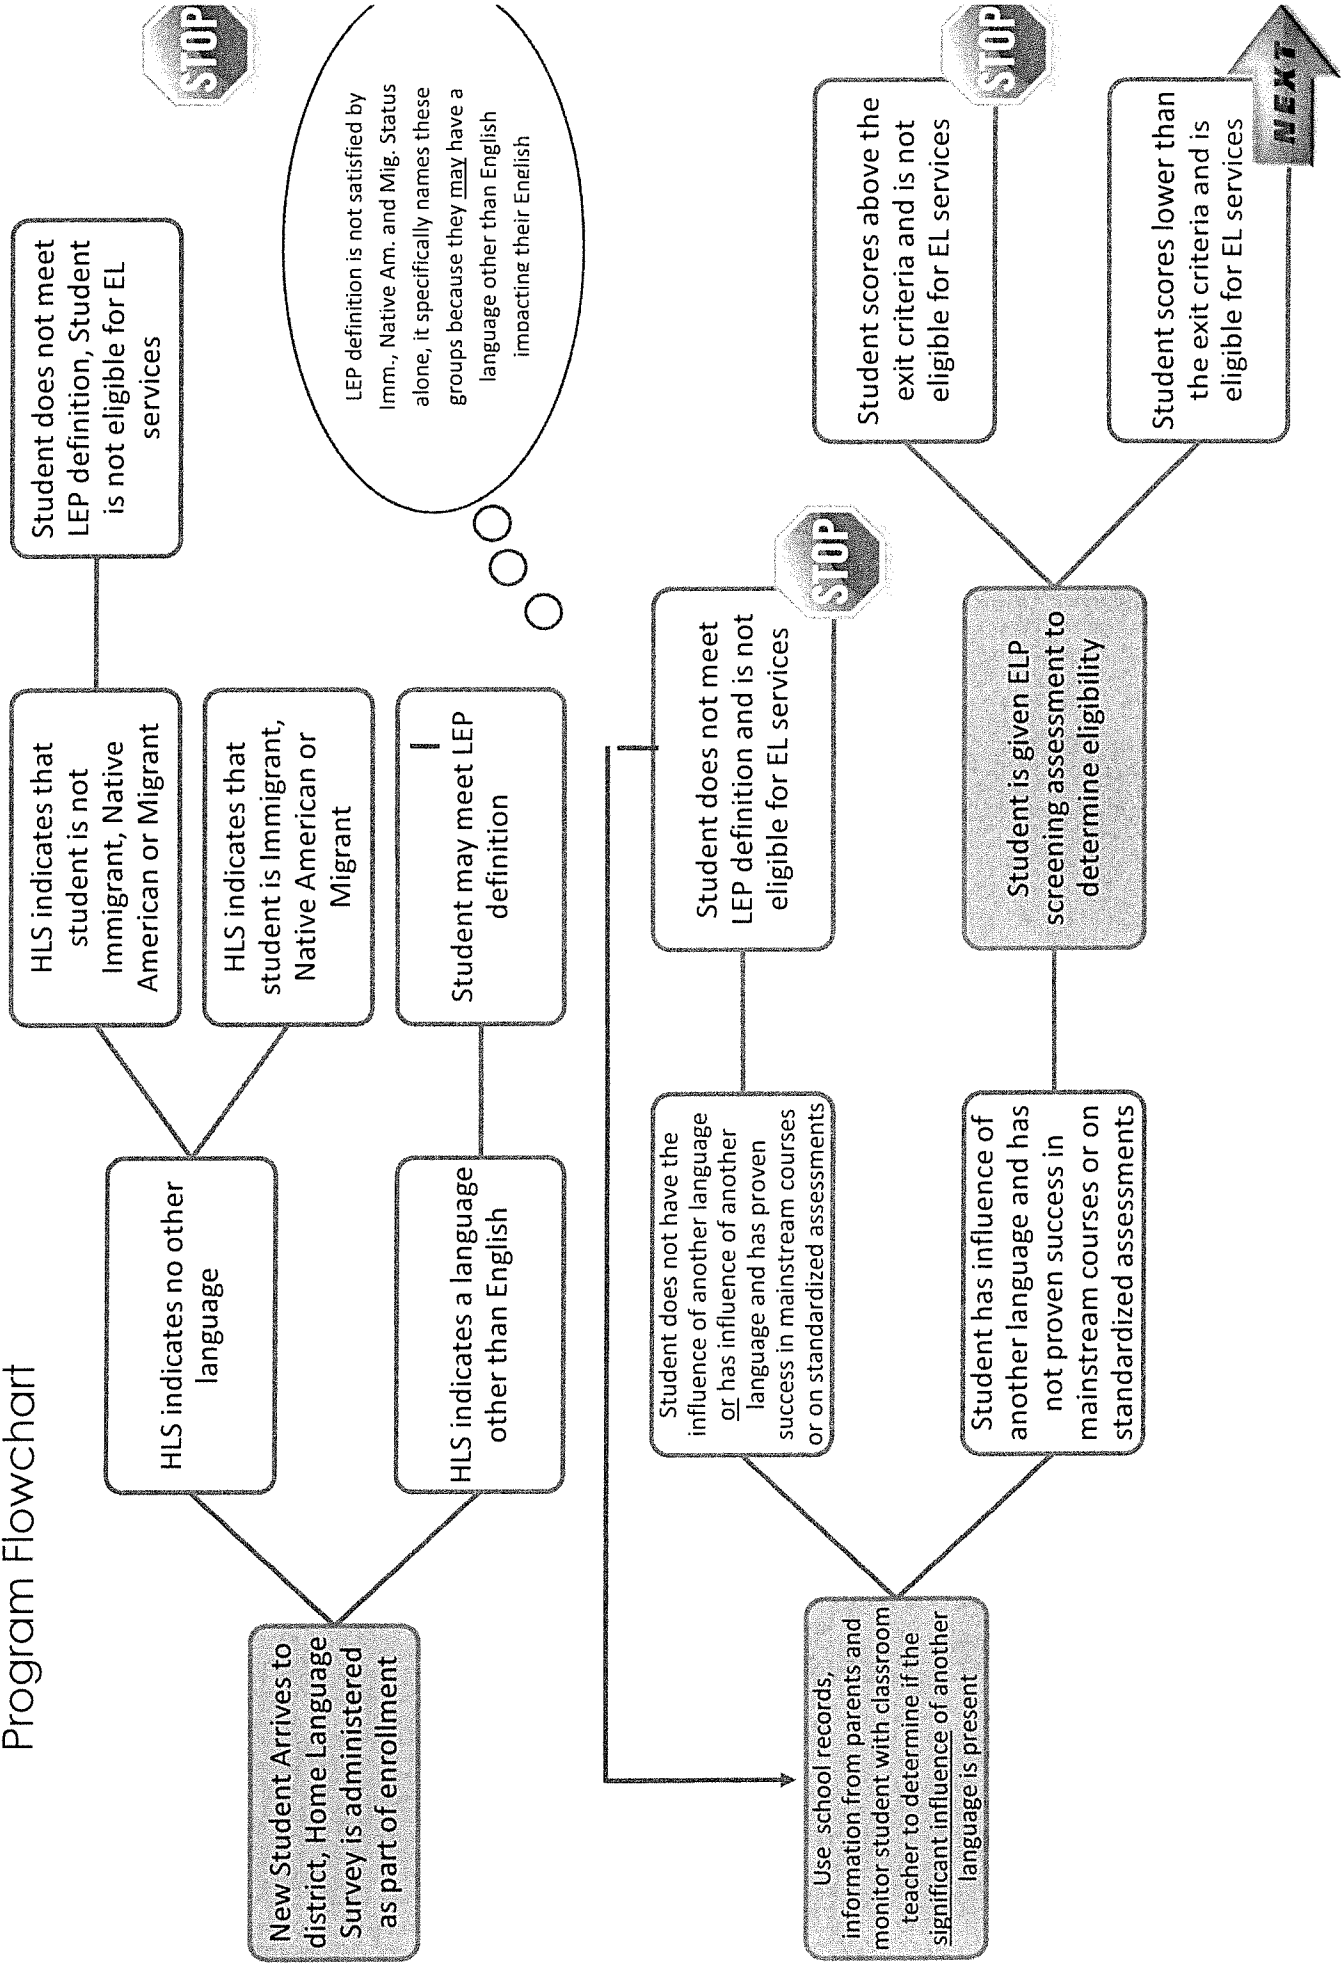 Program Flowchart
New Student Arrives to
district, Home Language
Survey is administered
as part of enrollment
HLS indicates no other
language
HLS indicates that
student is not
Immigrant, Native
American or Migrant
Student does not meet
LEP definition, Student
is not eligible for EL
services
STOP
HLS indicates that
student is Immigrant,
Native American or
Migrant
HLS indicates a language
other than English
Student may meet LEP
definition
LEP definition is not satisfied by
Imm., Native Am. and Mig. Status
alone, it specifically names these
groups because they may have a
language other than English
impacting their English
Use school records,
information from parents and
monitor student with classroom
teacher to determine if the
significant influence of another
language is present
Student does not have the
influence of another language
or has influence of another
language and has proven
success in mainstream courses
or on standardized assessments
Student does not meet
LEP definition and is not
eligible for EL services
STOP
Student has influence of
another language and has
not proven success in
mainstream courses or on
standardized assessments
Student is given ELP
screening assessment to
determine eligibility
Student scores above the
exit criteria and is not
eligible for EL services
STOP
Student scores lower than
the exit criteria and is
eligible for EL services
NEXT